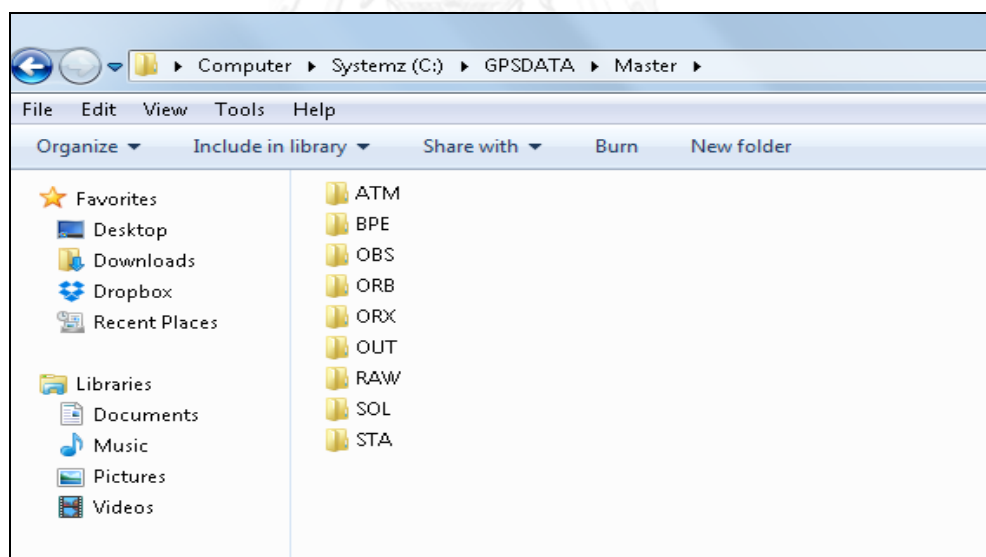 Computer ▸ Systemz (C:) ▸ GPSDATA ▸ Master ▸
File Edit View Tools Help
Organize Include in library Share with Burn New folder
Favorites
Desktop
Downloads
Dropbox
Recent Places
Libraries
Documents
Music
Pictures
Videos
ATM
BPE
OBS
ORB
ORX
OUT
RAW
SOL
STA